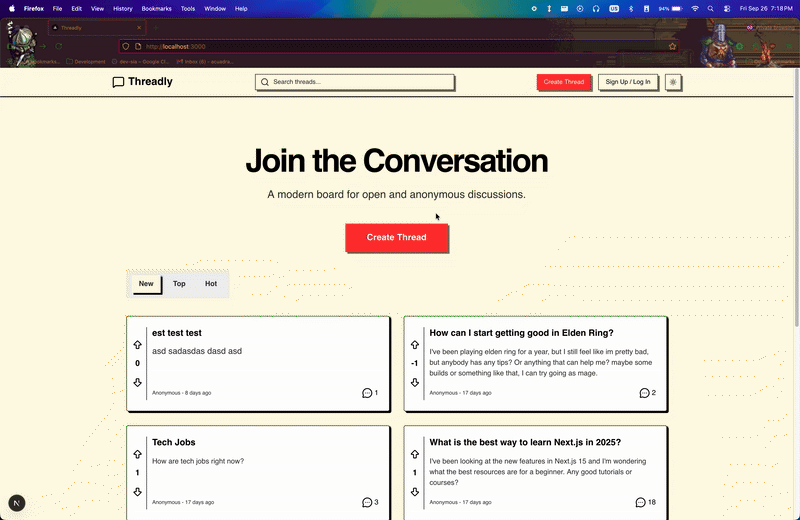 Firefox File Edit View History Bookmarks Tools Window Help
US 94% Fri Sep 26 7:18 PM
Threadly
Private Browsing
http://localhost:3000
Development
Threadly
Search threads...
Create Thread
Sign Up / Log In
Join the Conversation
A modern board for open and anonymous discussions.
Create Thread
New Top Hot
est test test
asd sadasdas dasd asd
0
Anonymous - 8 days ago
1
How can I start getting good in Elden Ring?
I've been playing elden ring for a year, but I still feel like im pretty bad,
but anybody has any tips? Or anything that can help me? maybe some
builds or something like that, I can try going as mage.
-1
Anonymous - 17 days ago
2
Tech Jobs
How are tech jobs right now?
1
Anonymous - 17 days ago
3
What is the best way to learn Next.js in 2025?
I've been looking at the new features in Next.js 15 and I'm wondering
what the best resources are for a beginner. Any good tutorials or
courses?
1
Anonymous - 17 days ago
18
N